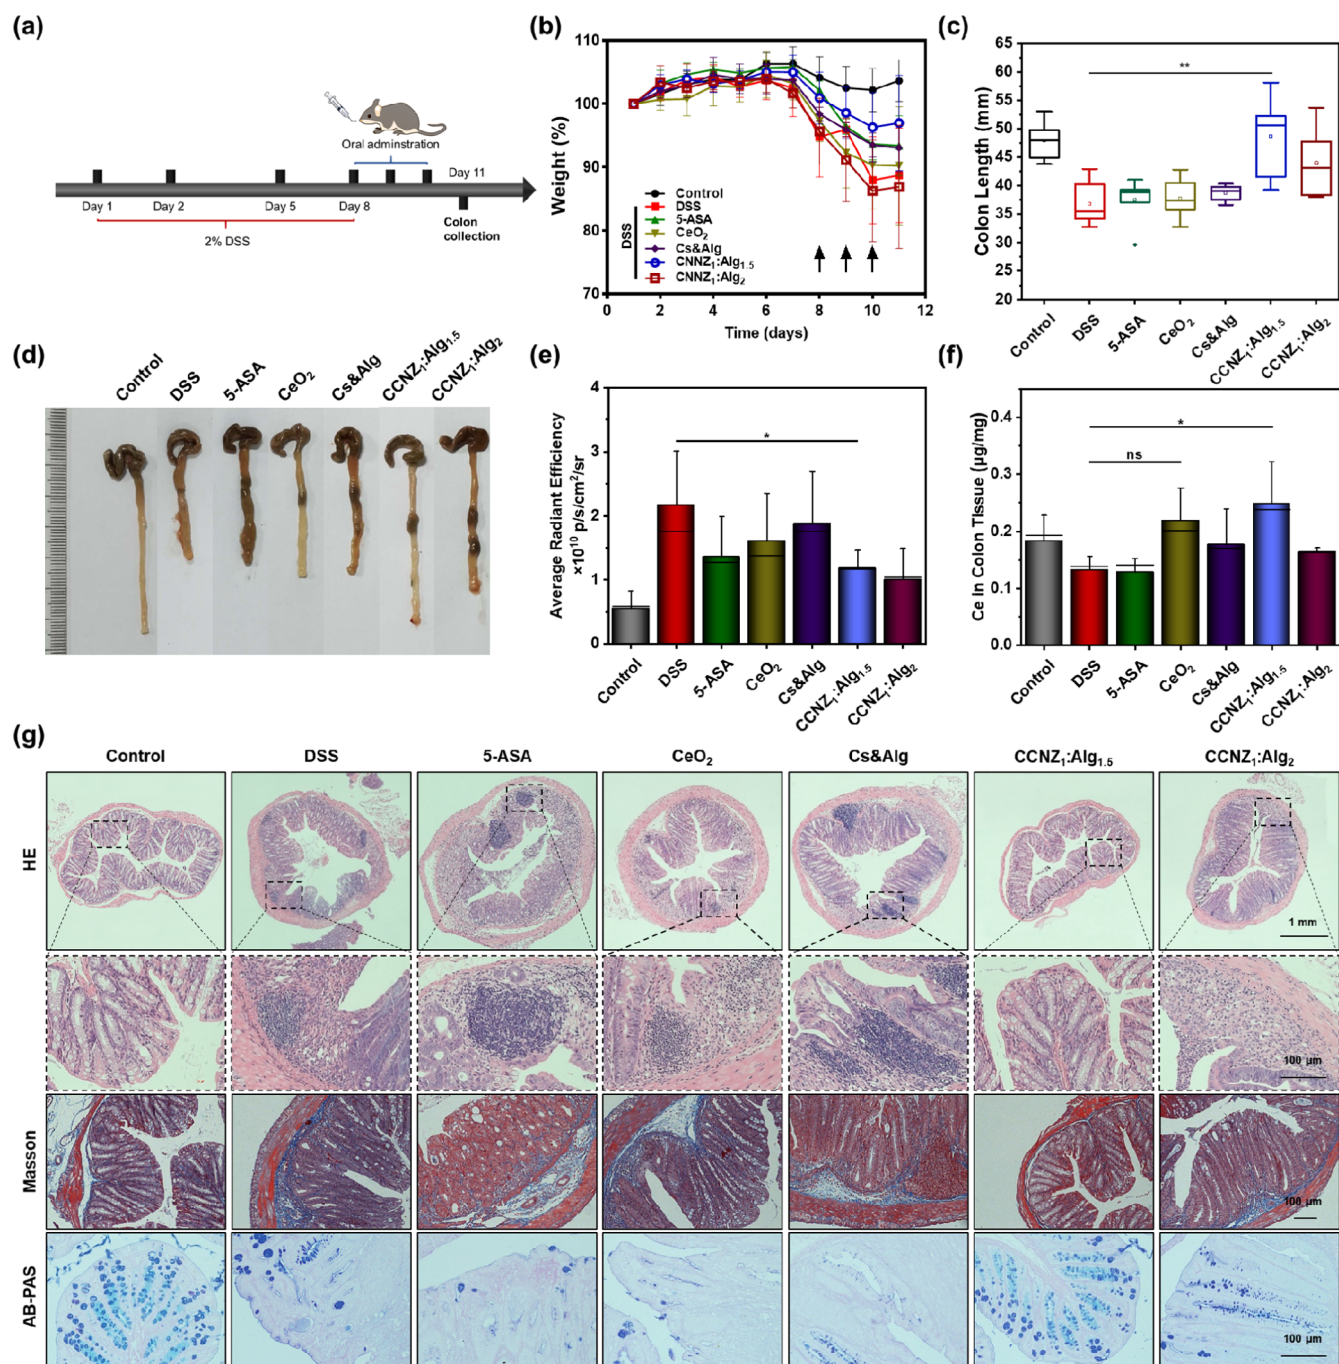 (a)
Oral adminstration
Day 11
Day 1
Day 2
Day 5
Day 8
2% DSS
Colon
collection
(b)
110
100
90
80
70
0
2
4
6
8
10
12
Weight (%)
Time (days)
Control
DSS
5-ASA
CeO2
Cs&Alg
CNNZ1:Alg1.5
CNNZ1:Alg2
DSS
(c)
65
60
55
50
45
40
35
30
25
20
Colon Length (mm)
**
Control
DSS
5-ASA
CeO2
Cs&Alg
CCNZ1:Alg1.5
CCNZ1:Alg2
(d)
Control
DSS
5-ASA
CeO2
Cs&Alg
CCNZ1:Alg1.5
CCNZ1:Alg2
(e)
4
3
2
1
0
Average Radiant Efficiency
×10^10 p/s/cm2/sr
*
Control
DSS
5-ASA
CeO2
Cs&Alg
CCNZ1:Alg1.5
CCNZ1:Alg2
(f)
0.4
0.3
0.2
0.1
0.0
Ce in Colon Tissue (μg/mg)
*
ns
Control
DSS
5-ASA
CeO2
Cs&Alg
CCNZ1:Alg1.5
CCNZ1:Alg2
(g)
Control
DSS
5-ASA
CeO2
Cs&Alg
CCNZ1:Alg1.5
CCNZ1:Alg2
HE
1 mm
100 μm
Masson
100 μm
AB-PAS
100 μm